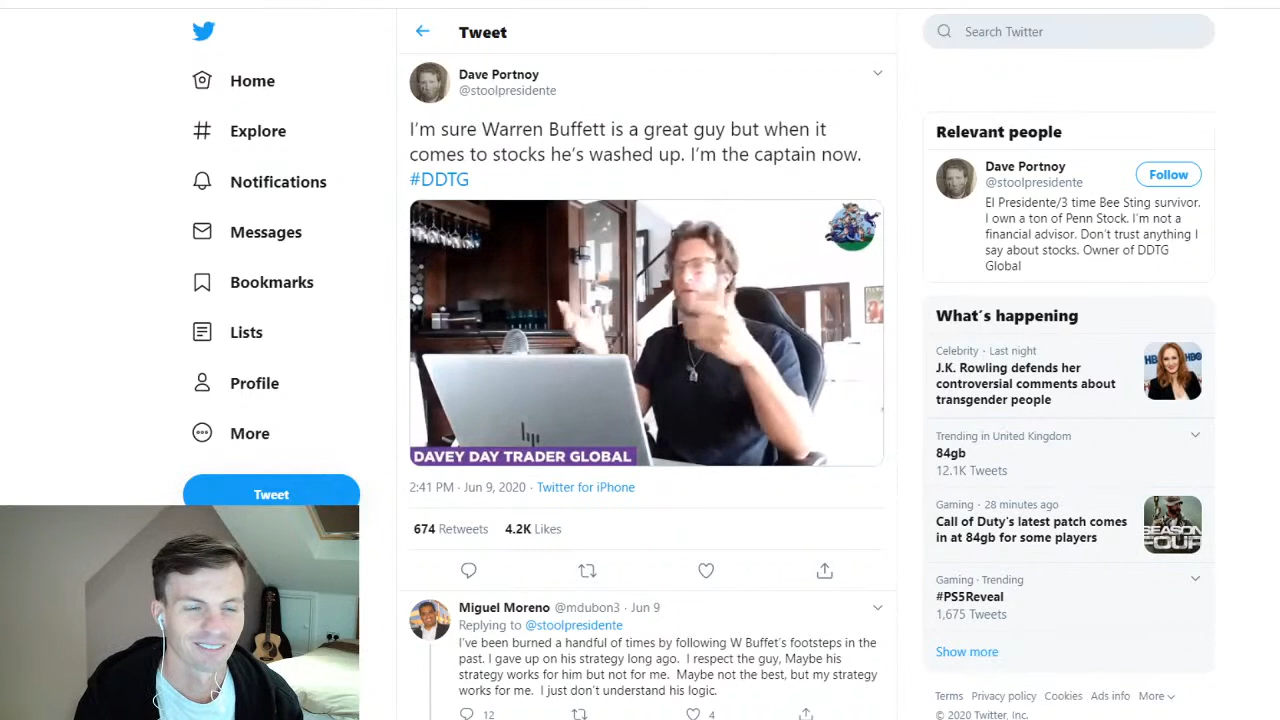 Home
Explore
Notifications
Messages
Bookmarks
Lists
Profile
More
Tweet
Tweet
Dave Portnoy
@stoolpresidente
I'm sure Warren Buffett is a great guy but when it
comes to stocks he's washed up. I'm the captain now.
#DDTG
hp
DAVEY DAY TRADER GLOBAL
2:41 PM · Jun 9, 2020 · Twitter for iPhone
674 Retweets 4.2K Likes
Miguel Moreno @mdubon3 · Jun 9
Replying to @stoolpresidente
I've been burned a handful of times by following W Buffet's footsteps in the
past. I gave up on his strategy long ago. I respect the guy, Maybe his
strategy works for him but not for me. Maybe not the best, but my strategy
works for me. I just don't understand his logic.
12 4
Search Twitter
Relevant people
Dave Portnoy
@stoolpresidente
Follow
El Presidente/3 time Bee Sting survivor.
I own a ton of Penn Stock. I'm not a
financial advisor. Don't trust anything I
say about stocks. Owner of DDTG
Global
What's happening
Celebrity · Last night
J.K. Rowling defends her
controversial comments about
transgender people
HBO
Trending in United Kingdom
84gb
12.1K Tweets
Gaming · 28 minutes ago
Call of Duty's latest patch comes
in at 84gb for some players
SEASON
FOUR
Gaming · Trending
#PS5Reveal
1,675 Tweets
Show more
Terms Privacy policy Cookies Ads info More
© 2020 Twitter, Inc.